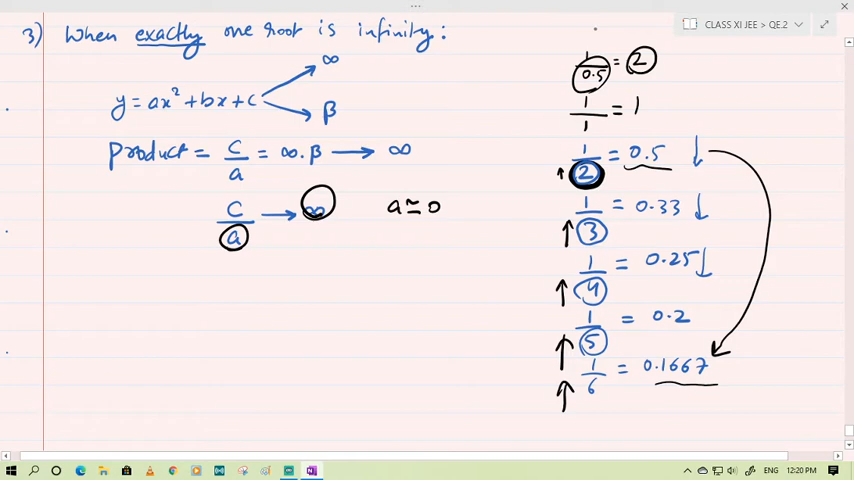 CLASS XI JEE > QE.2
3) When exactly one root is infinity:
y = ax² + bx + c
∞
β
Product = c/a = ∞.β → ∞
c/a → ∞ a ≃ 0
1/0.5 = 2
1/1 = 1
↑ 1/2 = 0.5 ↓
↑ 1/3 = 0.33 ↓
↑ 1/4 = 0.25 ↓
↑ 1/5 = 0.2
↑ 1/6 = 0.1667
ENG 12:20 PM